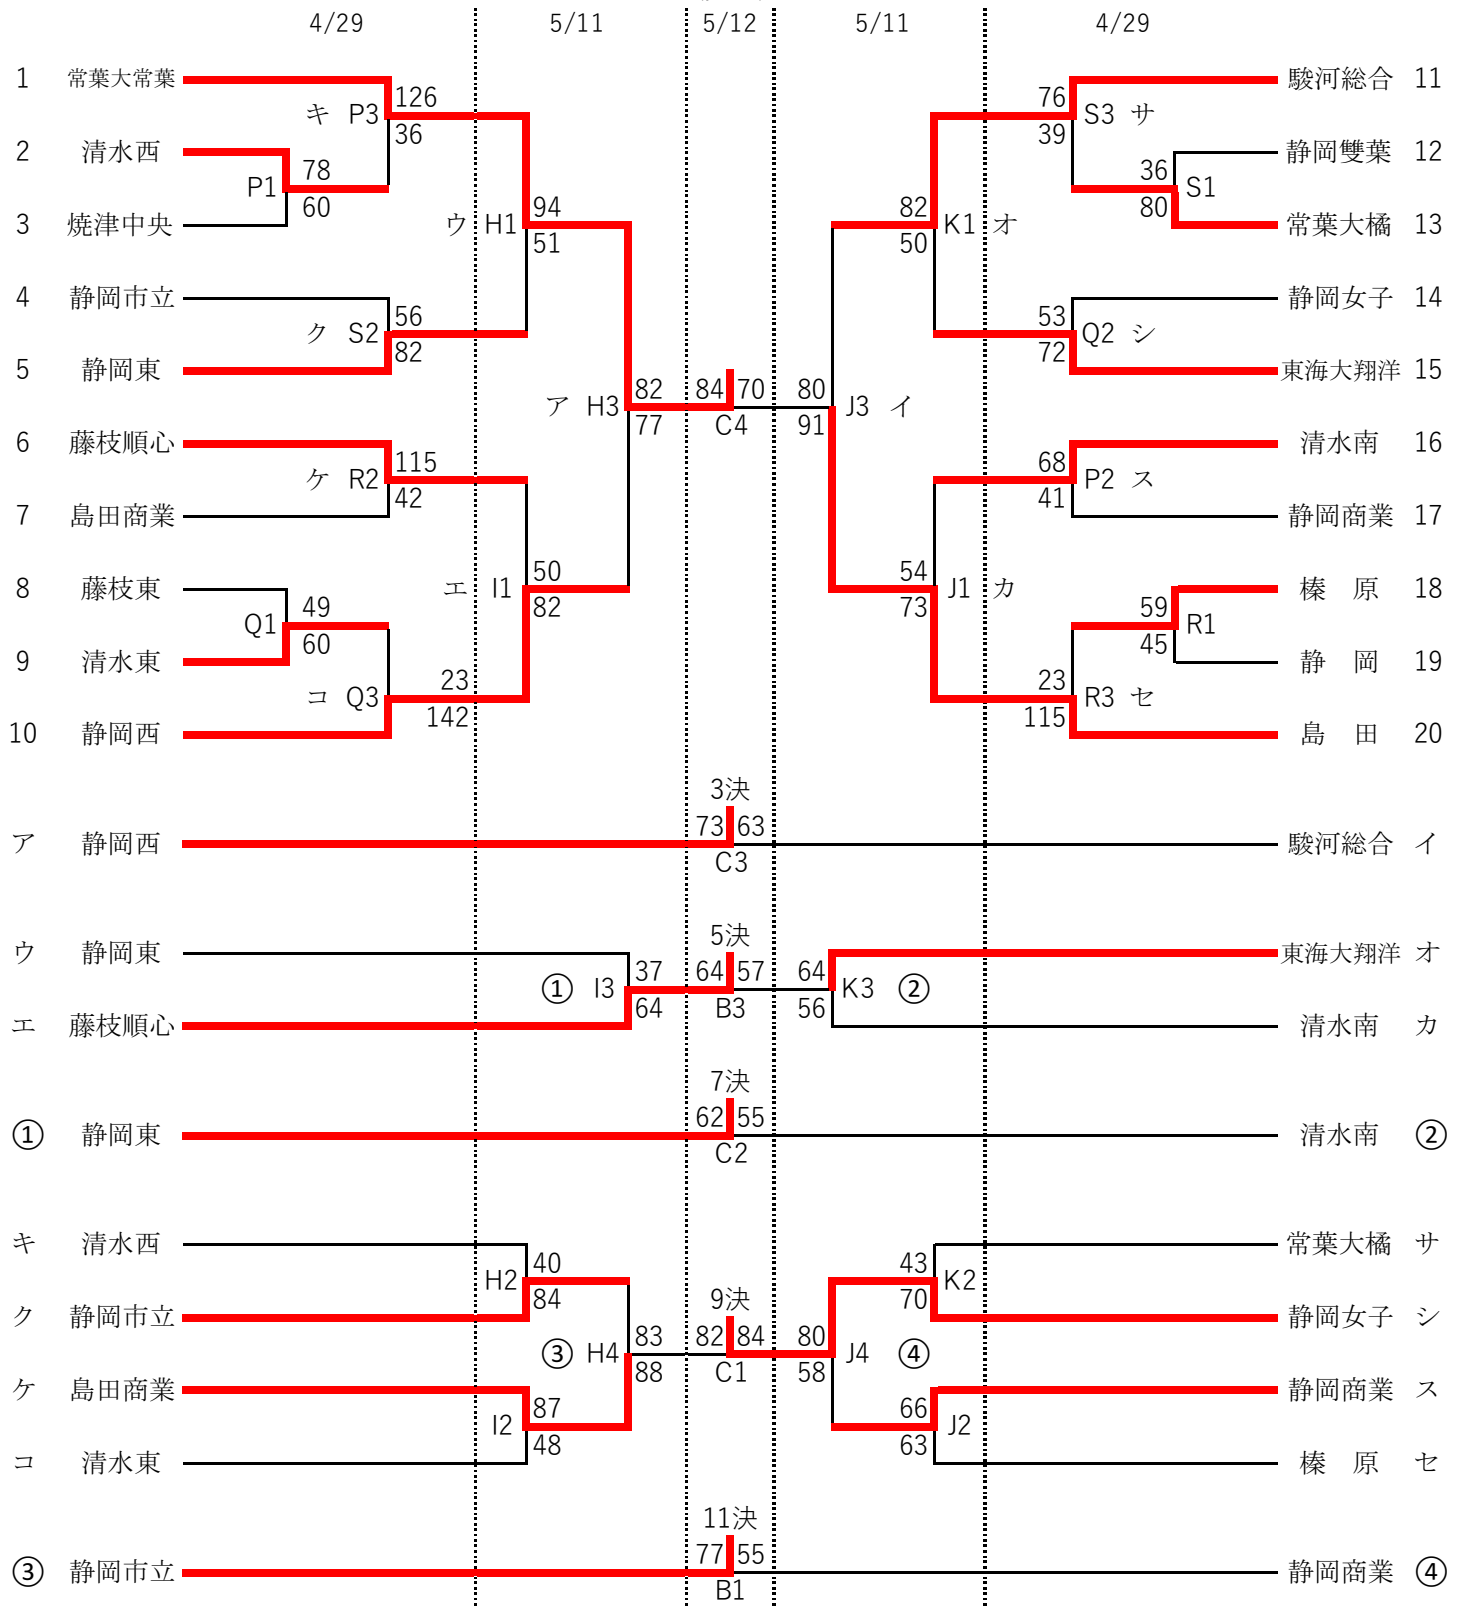 4/29 5/11 5/12 5/11 4/29
1 常葉大常葉 駿河総合 11
126 76
キ P3 S3 サ
36 39
2 清水西 静岡雙葉 12
78 36
P1 S1
60 80
3 焼津中央 常葉大橘 13
94 82
ウ H1 K1 オ
51 50
4 静岡市立 静岡女子 14
56 53
ク S2 Q2 シ
82 72
5 静岡東 東海大翔洋 15
82 84 70 80
ア H3 J3 イ
77 C4 91
6 藤枝順心 清水南 16
115 68
ケ R2 P2 ス
42 41
7 島田商業 静岡商業 17
50 54
8 藤枝東 エ I1 J1 カ 榛原 18
49 82 73 59
Q1 R1
60 45
9 清水東 静岡 19
23 23
コ Q3 R3 セ
142 115
10 静岡西 島田 20
3決
73 63
ア 静岡西 駿河総合 イ
C3
5決
ウ 静岡東 東海大翔洋 オ
37 64 57 64
① I3 K3 ②
64 B3 56
エ 藤枝順心 清水南 カ
7決
62 55
① 静岡東 清水南 ②
C2
キ 清水西 常葉大橘 サ
40 43
H2 K2
84 9決 70
ク 静岡市立 静岡女子 シ
83 82 84 80
③ H4 J4 ④
88 C1 58
ケ 島田商業 静岡商業 ス
87 66
I2 J2
48 63
コ 清水東 榛原 セ
11決
77 55
③ 静岡市立 静岡商業 ④
B1